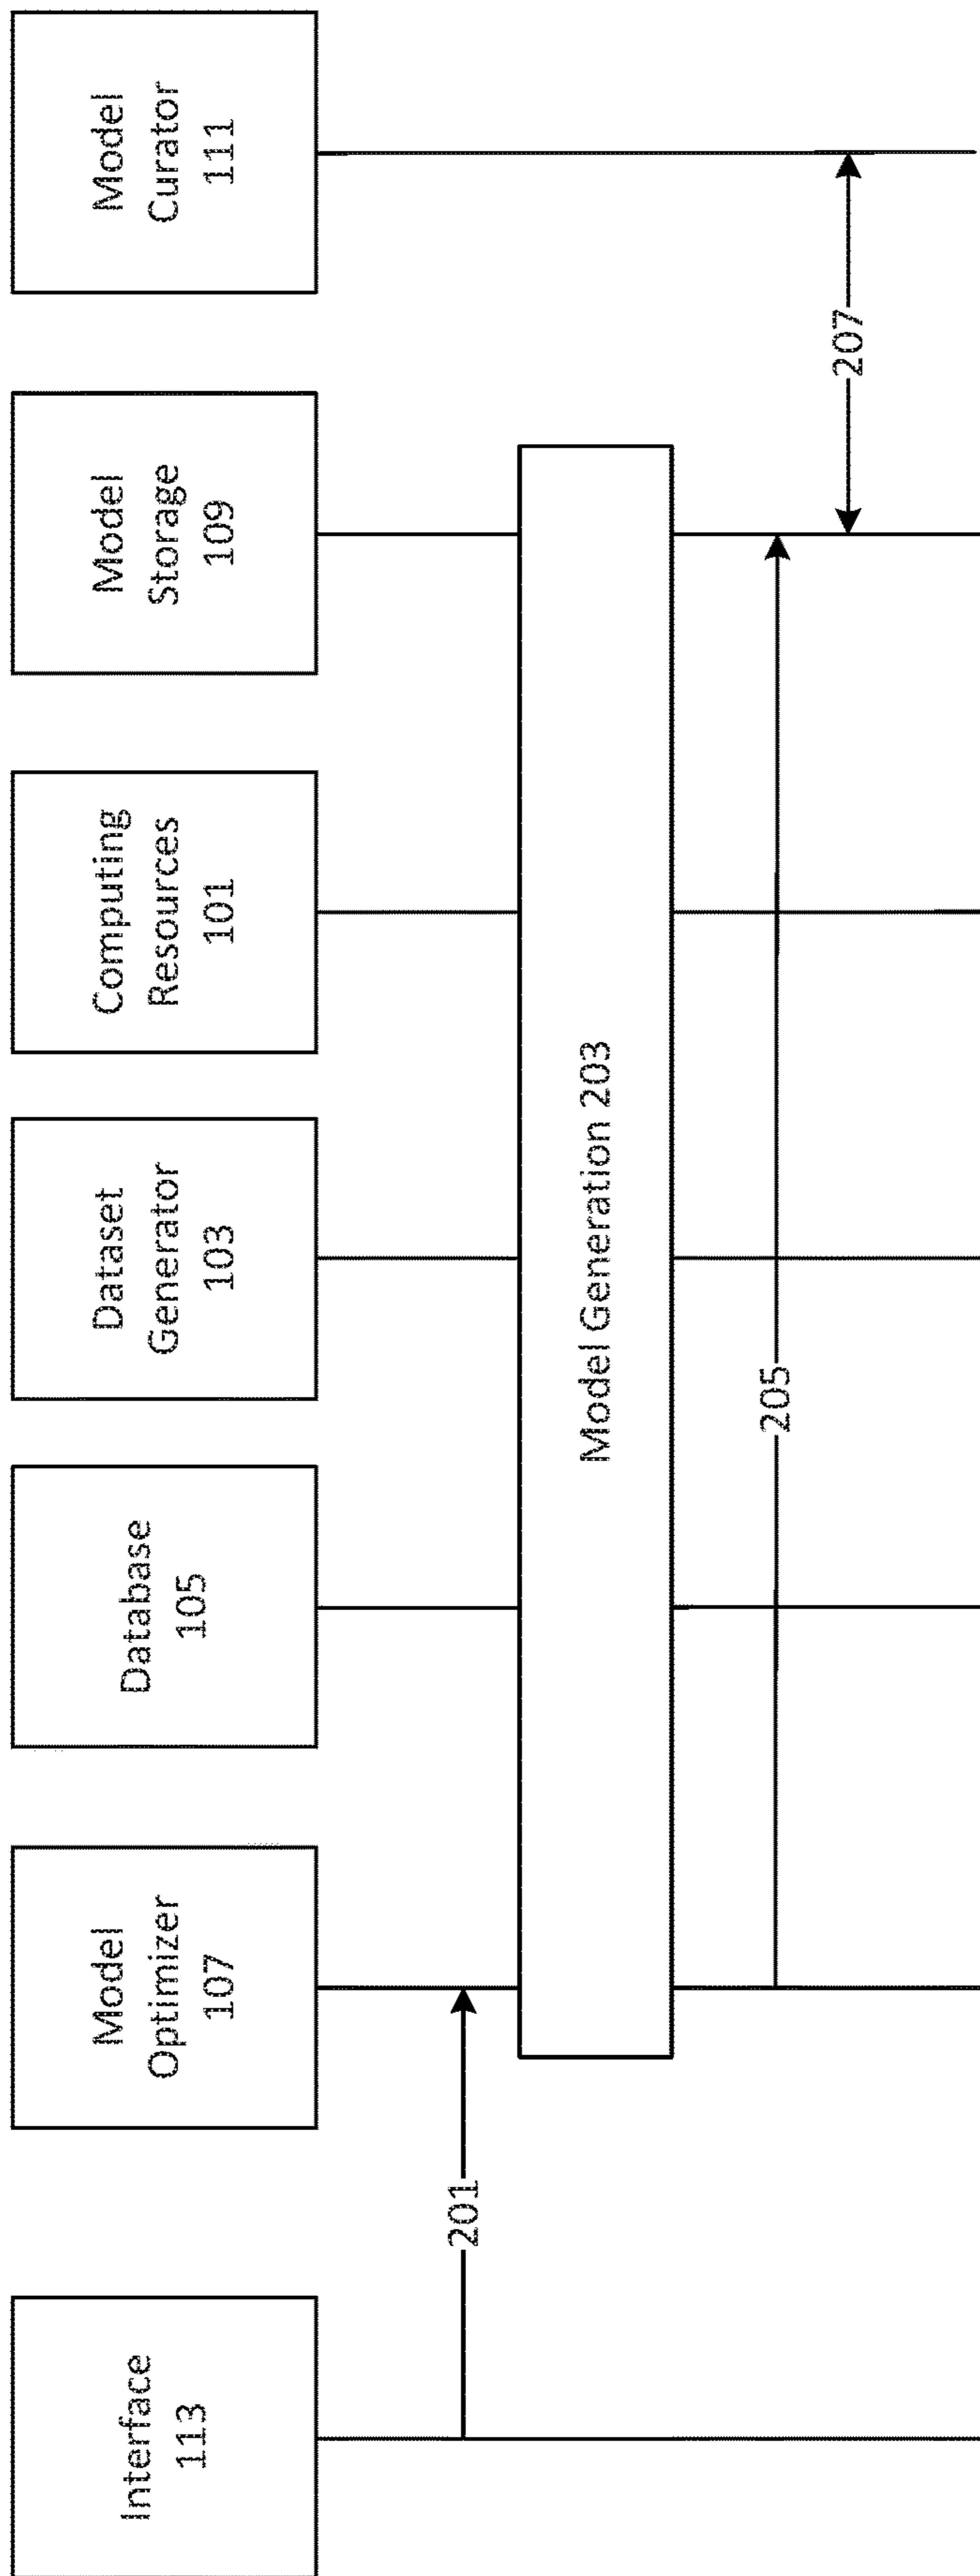 Interface
113
Model
Optimizer
107
Database
105
Dataset
Generator
103
Computing
Resources
101
Model
Storage
109
Model
Curator
111
201
Model Generation 203
205
207